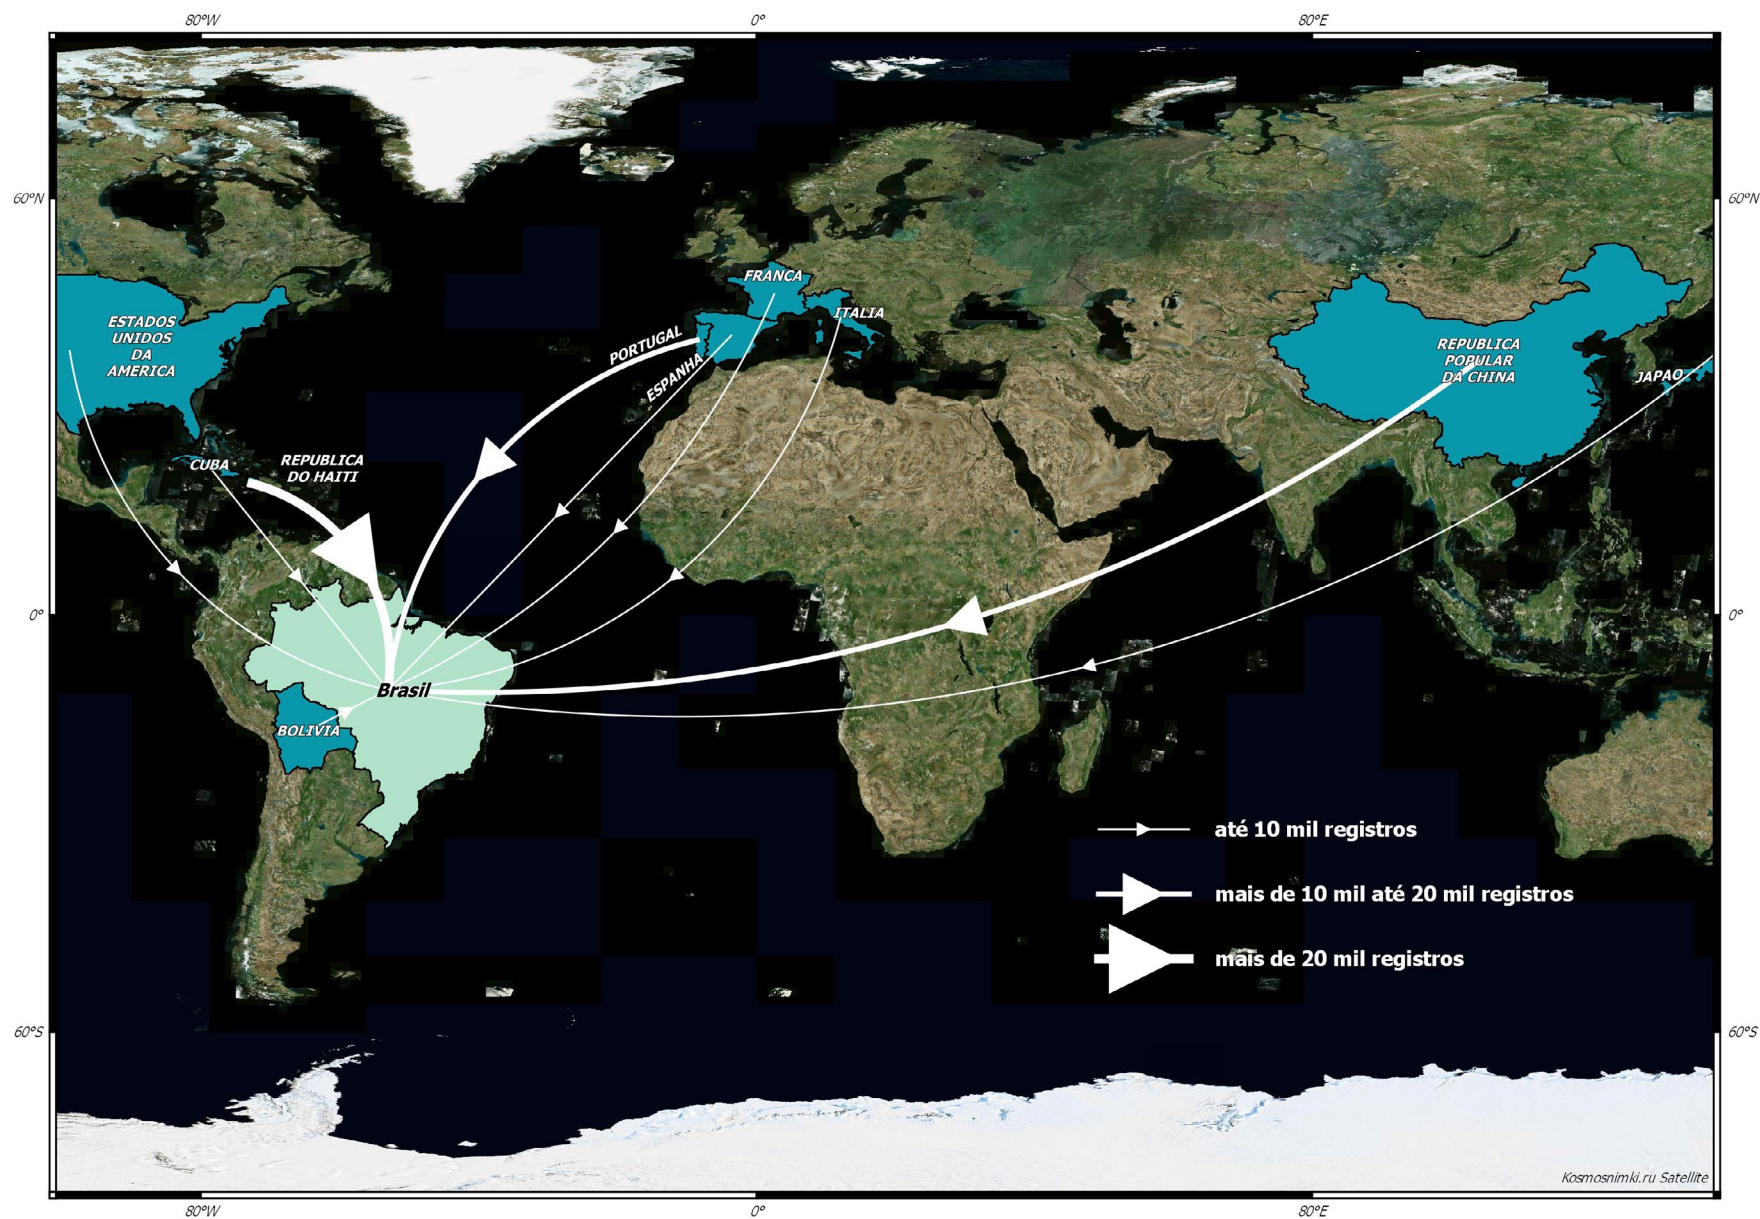 80°W
0°
80°E
60°N
60°N
FRANCA
ITALIA
ESTADOS
UNIDOS
DA
AMERICA
PORTUGAL
ESPANHA
REPUBLICA
POPULAR
DA CHINA
JAPAO
CUBA
REPUBLICA
DO HAITI
0°
0°
Brasil
BOLIVIA
até 10 mil registros
mais de 10 mil até 20 mil registros
mais de 20 mil registros
60°S
60°S
Kosmosnimki.ru Satellite
80°W
0°
80°E